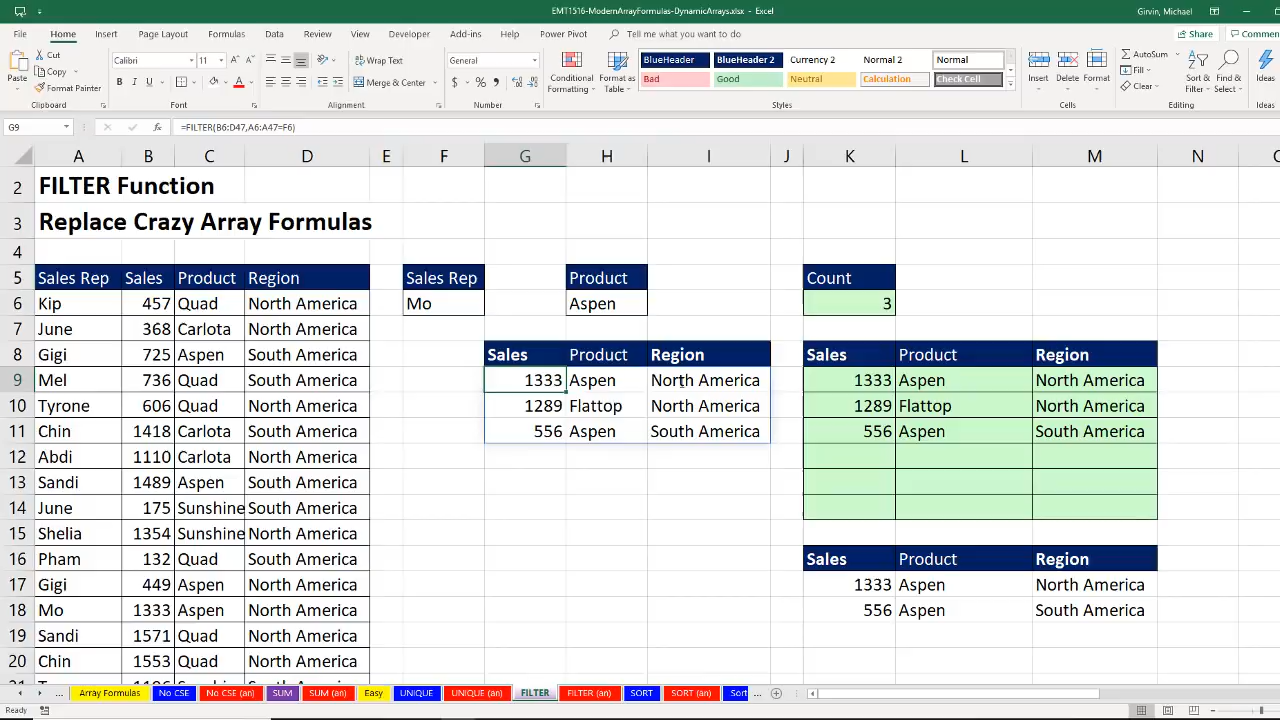 EMT1516-ModernArrayFormulas-DynamicArrays.xlsx - Excel
Girvin, Michael
File Home Insert Page Layout Formulas Data Review View Developer Add-ins Power Pivot Tell me what you want to do Share Comments
Paste Cut Copy Format Painter
Clipboard
Calibri 11
B I U
Font
Wrap Text
Merge & Center
Alignment
General
$ % ,
Number
Conditional Formatting Format as Table
BlueHeader BlueHeader 2 Currency 2 Normal 2 Normal
Bad Good Neutral Calculation Check Cell
Styles
Insert Delete Format
Cells
AutoSum
Fill
Clear
Sort & Filter Find & Select
Editing
Ideas
Ideas
G9 fx =FILTER(B6:D47,A6:A47=F6)
A B C D E F G H I J K L M N
2 FILTER Function
3 Replace Crazy Array Formulas
4
5 Sales Rep Sales Product Region Sales Rep Product Count
6 Kip 457 Quad North America Mo Aspen 3
7 June 368 Carlota North America
8 Gigi 725 Aspen South America Sales Product Region Sales Product Region
9 Mel 736 Quad South America 1333 Aspen North America 1333 Aspen North America
10 Tyrone 606 Quad North America 1289 Flattop North America 1289 Flattop North America
11 Chin 1418 Carlota South America 556 Aspen South America 556 Aspen South America
12 Abdi 1110 Carlota North America
13 Sandi 1489 Aspen South America
14 June 175 Sunshine North America
15 Shelia 1354 Sunshine North America
16 Pham 132 Quad South America Sales Product Region
17 Gigi 449 Aspen North America 1333 Aspen North America
18 Mo 1333 Aspen North America 556 Aspen South America
19 Sandi 1571 Quad North America
20 Chin 1553 Quad North America
21
... Array Formulas No CSE No CSE (an) SUM SUM (an) Easy UNIQUE UNIQUE (an) FILTER FILTER (an) SORT SORT (an) Sort ...
Ready